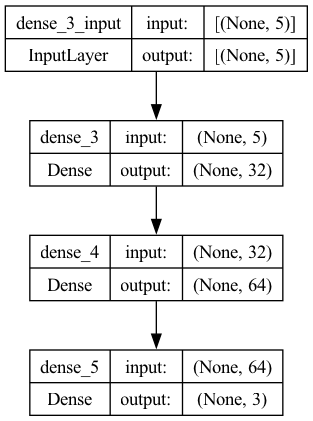 dense_3_input input: [(None, 5)]
InputLayer output: [(None, 5)]
dense_3 input: (None, 5)
Dense output: (None, 32)
dense_4 input: (None, 32)
Dense output: (None, 64)
dense_5 input: (None, 64)
Dense output: (None, 3)